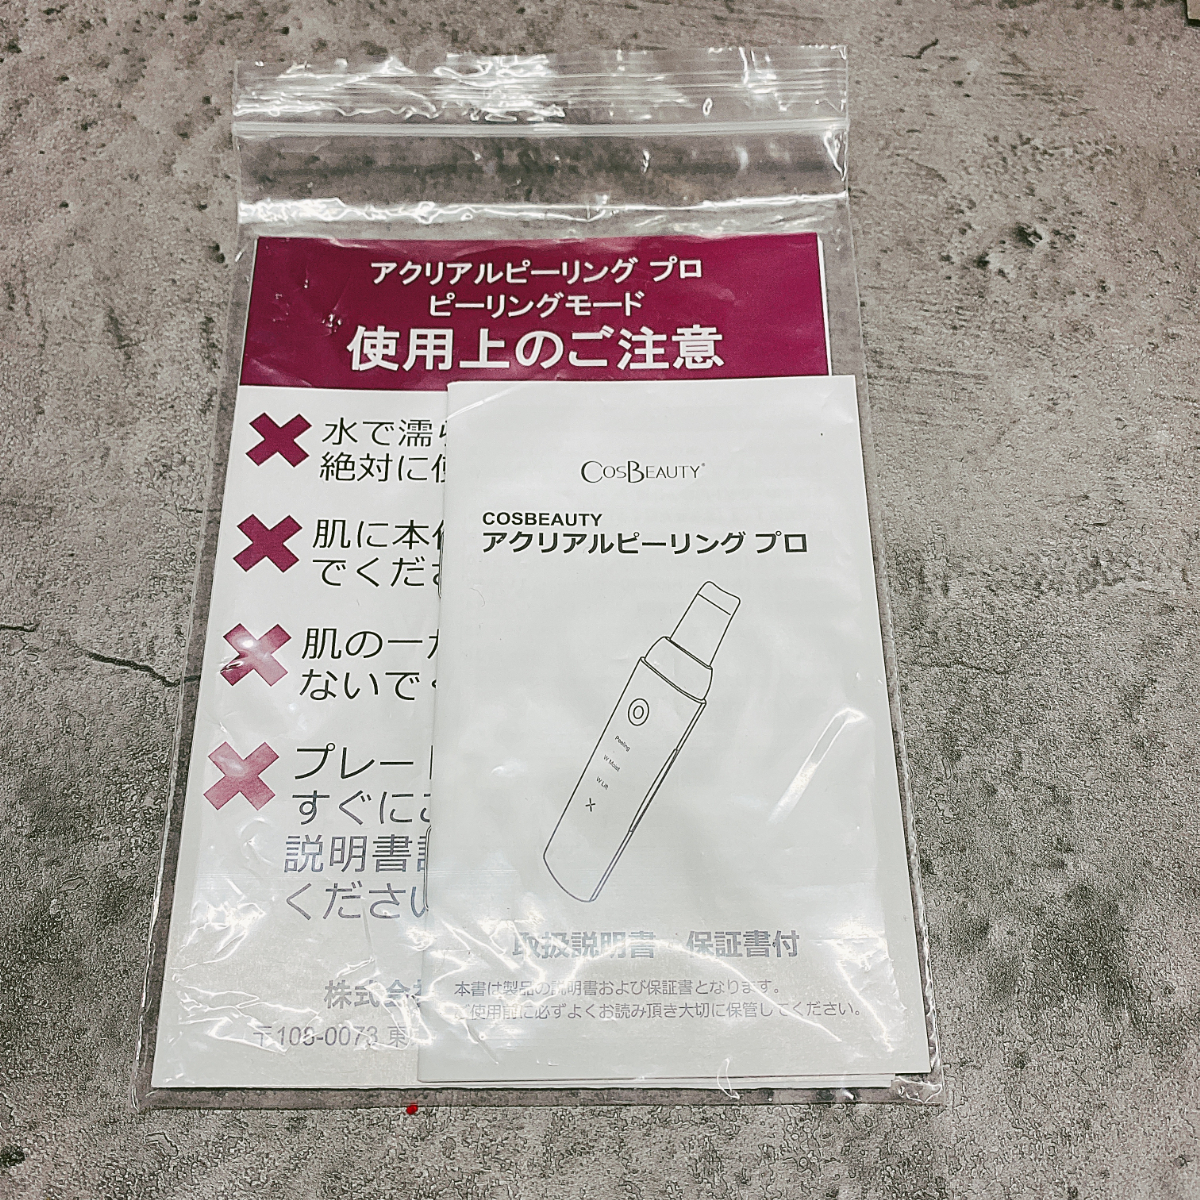 アクリアルピーリング プロ
ピーリングモード
使用上のご注意
水で濡ら
絶対に使
肌に本体
でくださ
肌の一か
ないでく
プレート
すぐにご
説明書
ください
株式会社
〒108-0073 東
COSBEAUTY®
COSBEAUTY
アクリアルピーリング プロ
Peeling
W Moist
W Lift
取扱説明書 保証書付
本書は製品の説明書および保証書となります。
ご使用前に必ずよくお読み頂き大切に保管してください。